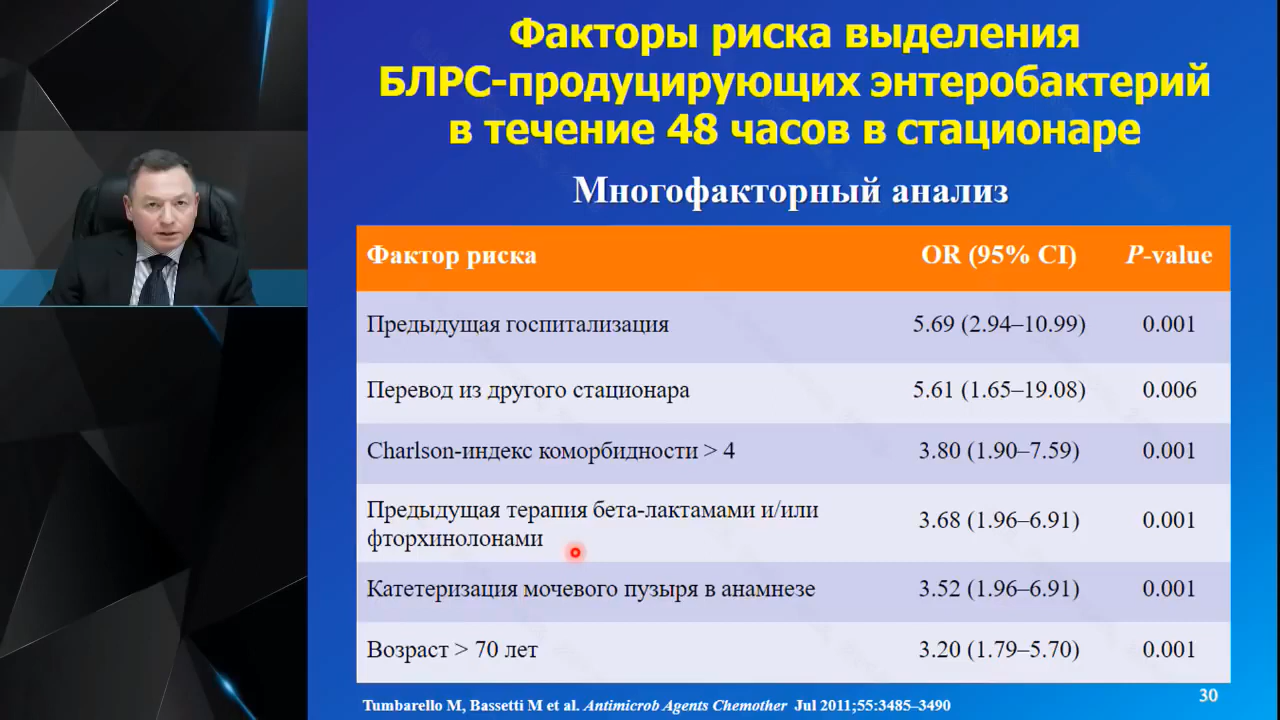 Факторы риска выделения
БЛРС-продуцирующих энтеробактерий
в течение 48 часов в стационаре
Многофакторный анализ
Фактор риска OR (95% CI) P-value
Предыдущая госпитализация 5.69 (2.94–10.99) 0.001
Перевод из другого стационара 5.61 (1.65–19.08) 0.006
Charlson-индекс коморбидности > 4 3.80 (1.90–7.59) 0.001
Предыдущая терапия бета-лактамами и/или
фторхинолонами 3.68 (1.96–6.91) 0.001
Катетеризация мочевого пузыря в анамнезе 3.52 (1.96–6.91) 0.001
Возраст > 70 лет 3.20 (1.79–5.70) 0.001
Tumbarello M, Bassetti M et al. Antimicrob Agents Chemother Jul 2011;55:3485–3490
30